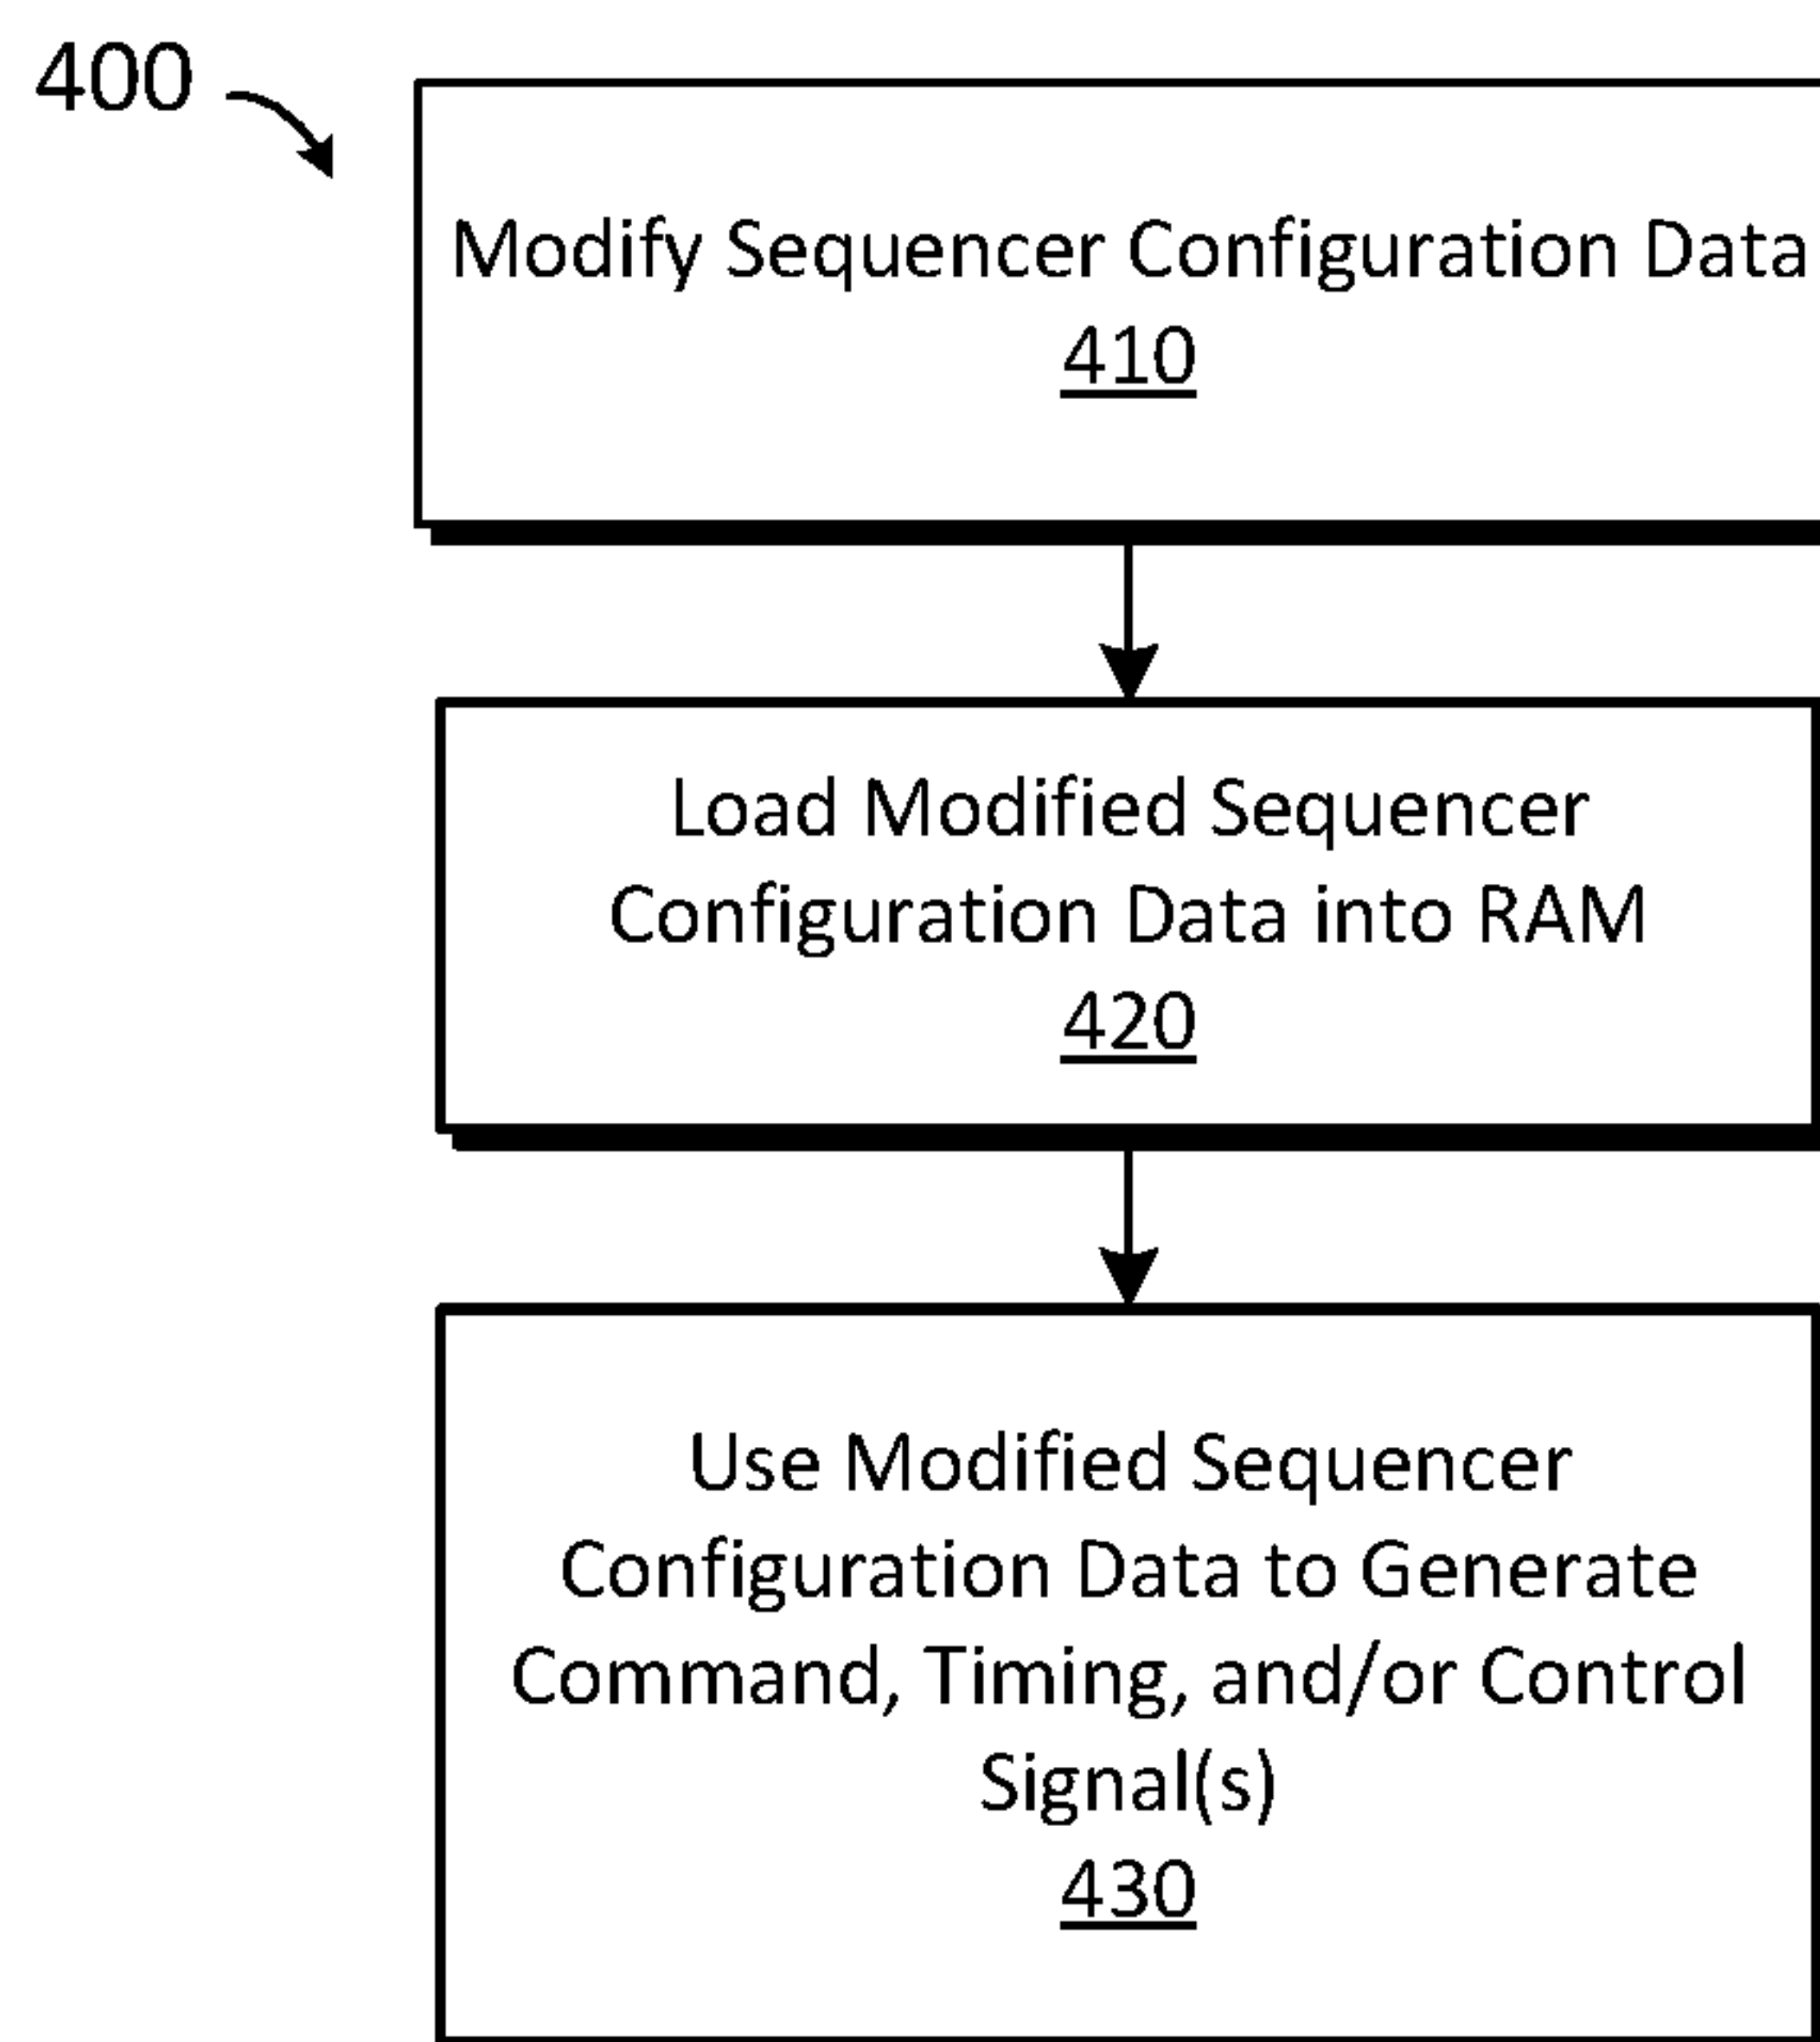 400
Modify Sequencer Configuration Data
410
Load Modified Sequencer
Configuration Data into RAM
420
Use Modified Sequencer
Configuration Data to Generate
Command, Timing, and/or Control
Signal(s)
430